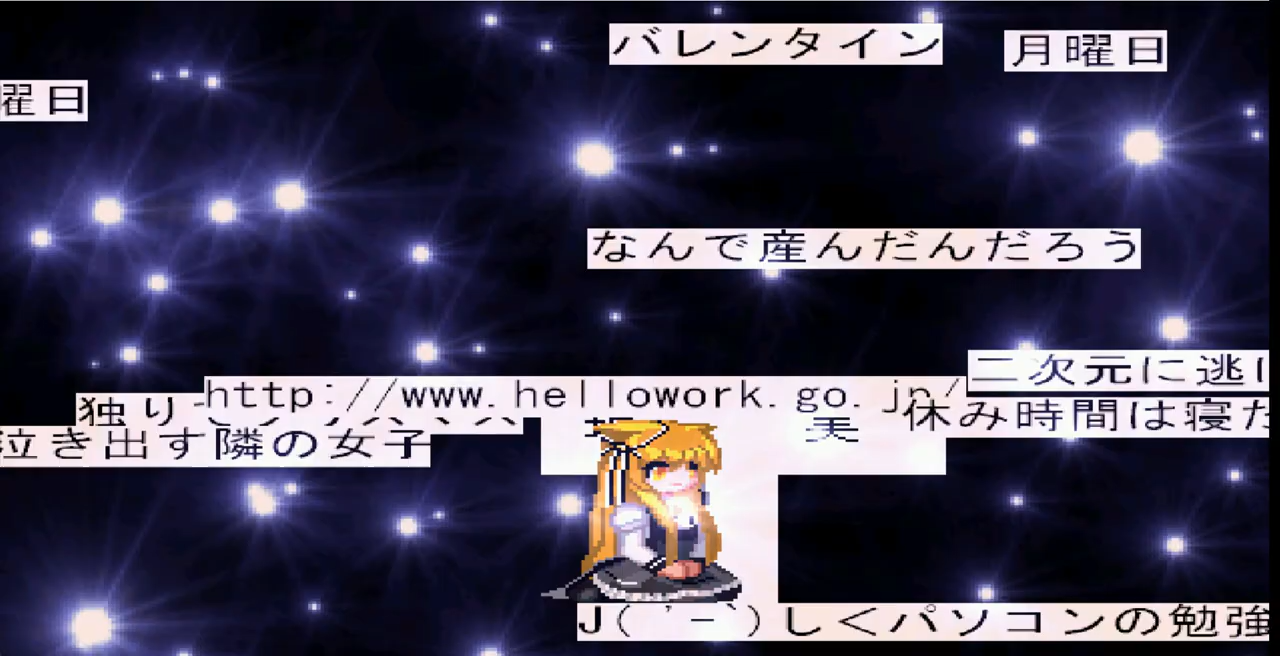 バレンタイン
月曜日
曜日
なんで産んだんだろう
二次元に逃
http://www.hellowork.go.jp/
独り
休み時間は寝た
泣き出す隣の女子
美
J( 'ｰ`)し＜パソコンの勉強